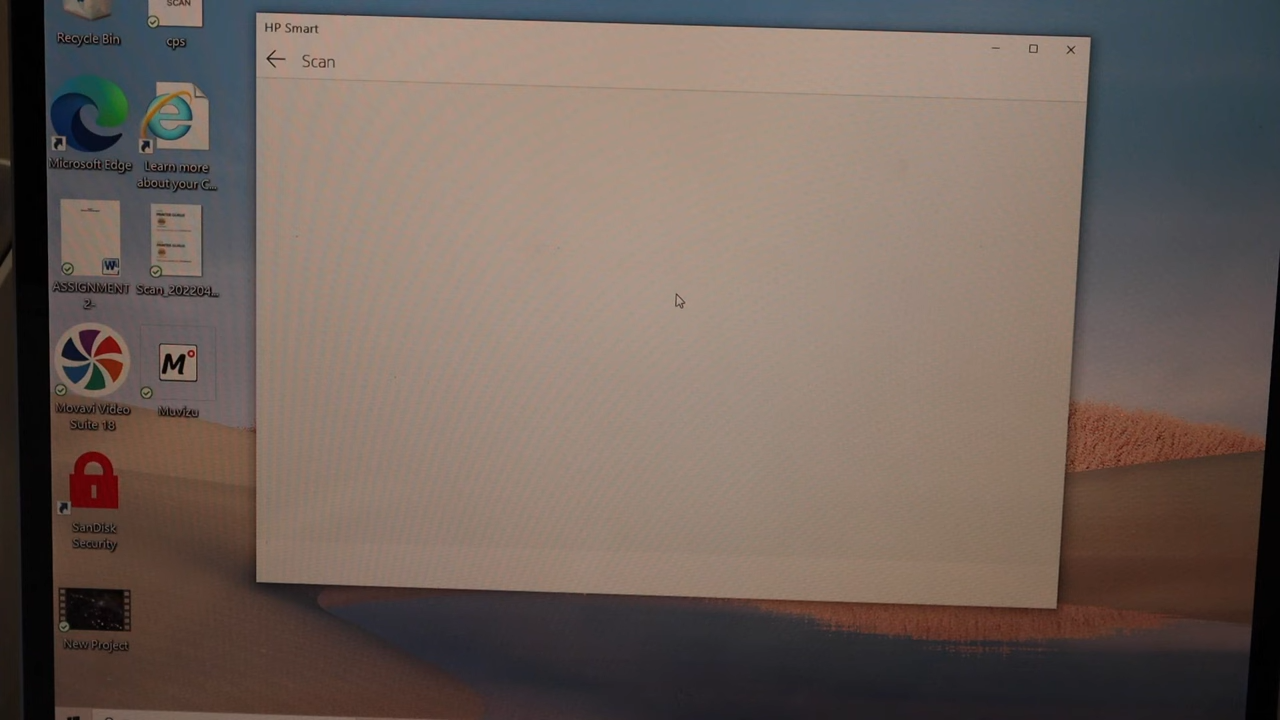 HP Smart
Scan
Recycle Bin
SCAN
cps
Microsoft Edge
Learn more
about your C...
ASSIGNMENT
2-
W
Scan_202204...
Movavi Video
Suite 18
M
Muvizu
SanDisk
Security
New Project